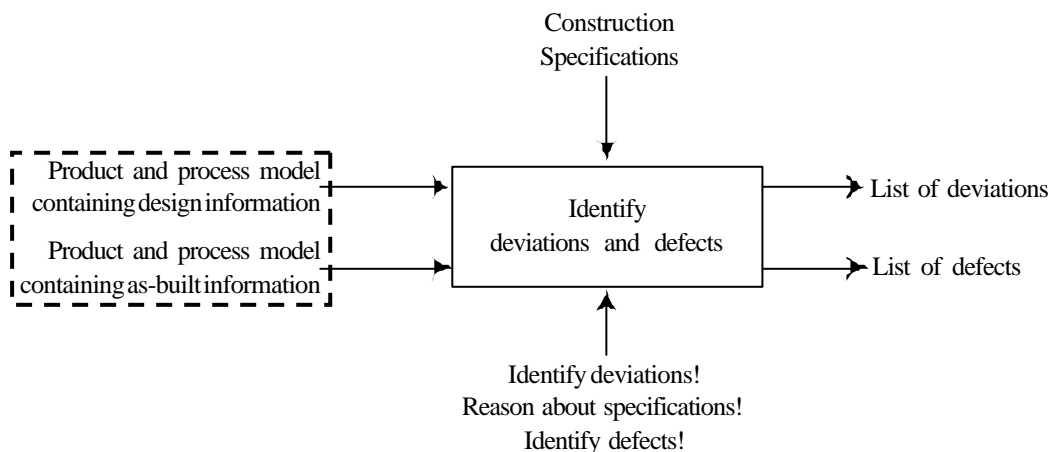 Construction
Specifications
Product and process model
containing design information
Product and process model
containing as-built information
Identify
deviations and defects
List of deviations
List of defects
Identify deviations!
Reason about specifications!
Identify defects!